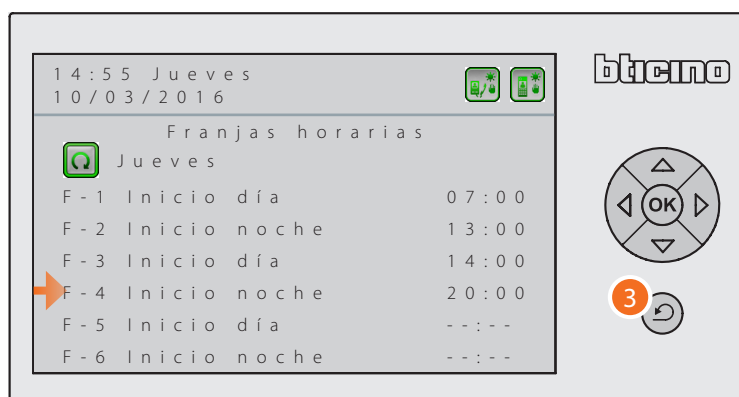 14:55 Jueves
10/03/2016
bticino
Franjas horarias
Jueves
F-1 Inicio día 07:00
F-2 Inicio noche 13:00
F-3 Inicio día 14:00
F-4 Inicio noche 20:00
F-5 Inicio día --:--
F-6 Inicio noche --:--
OK
3